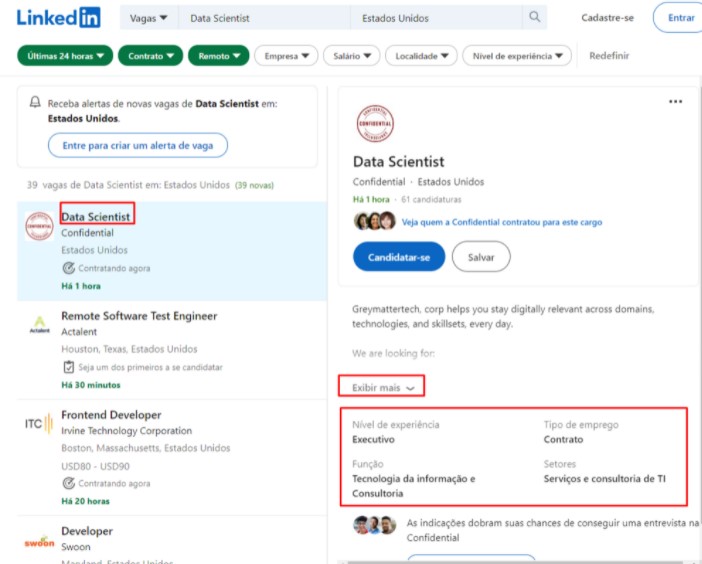 LinkedIn
Vagas
Data Scientist
Estados Unidos
Cadastre-se
Entrar
Últimas 24 horas
Contrato
Remoto
Empresa
Salário
Localidade
Nível de experiência
Redefinir
Receba alertas de novas vagas de Data Scientist em:
Estados Unidos.
Entre para criar um alerta de vaga
39 vagas de Data Scientist em: Estados Unidos (39 novas)
CONFIDENTIAL
Data Scientist
Confidential
Estados Unidos
Contratando agora
Há 1 hora
Actalent
Remote Software Test Engineer
Actalent
Houston, Texas, Estados Unidos
Seja um dos primeiros a se candidatar
Há 30 minutos
ITC
Frontend Developer
Irvine Technology Corporation
Boston, Massachusetts, Estados Unidos
USD80 - USD90
Contratando agora
Há 20 horas
swoon
Developer
Swoon
Maryland, Estados Unidos
CONFIDENTIAL
Data Scientist
Confidential · Estados Unidos
Há 1 hora · 61 candidaturas
Veja quem a Confidential contratou para este cargo
Candidatar-se
Salvar
Greymattertech, corp helps you stay digitally relevant across domains,
technologies, and skillsets, every day.
We are looking for:
Exibir mais
Nível de experiência
Executivo
Tipo de emprego
Contrato
Função
Tecnologia da informação e
Consultoria
Setores
Serviços e consultoria de TI
As indicações dobram suas chances de conseguir uma entrevista na
Confidential